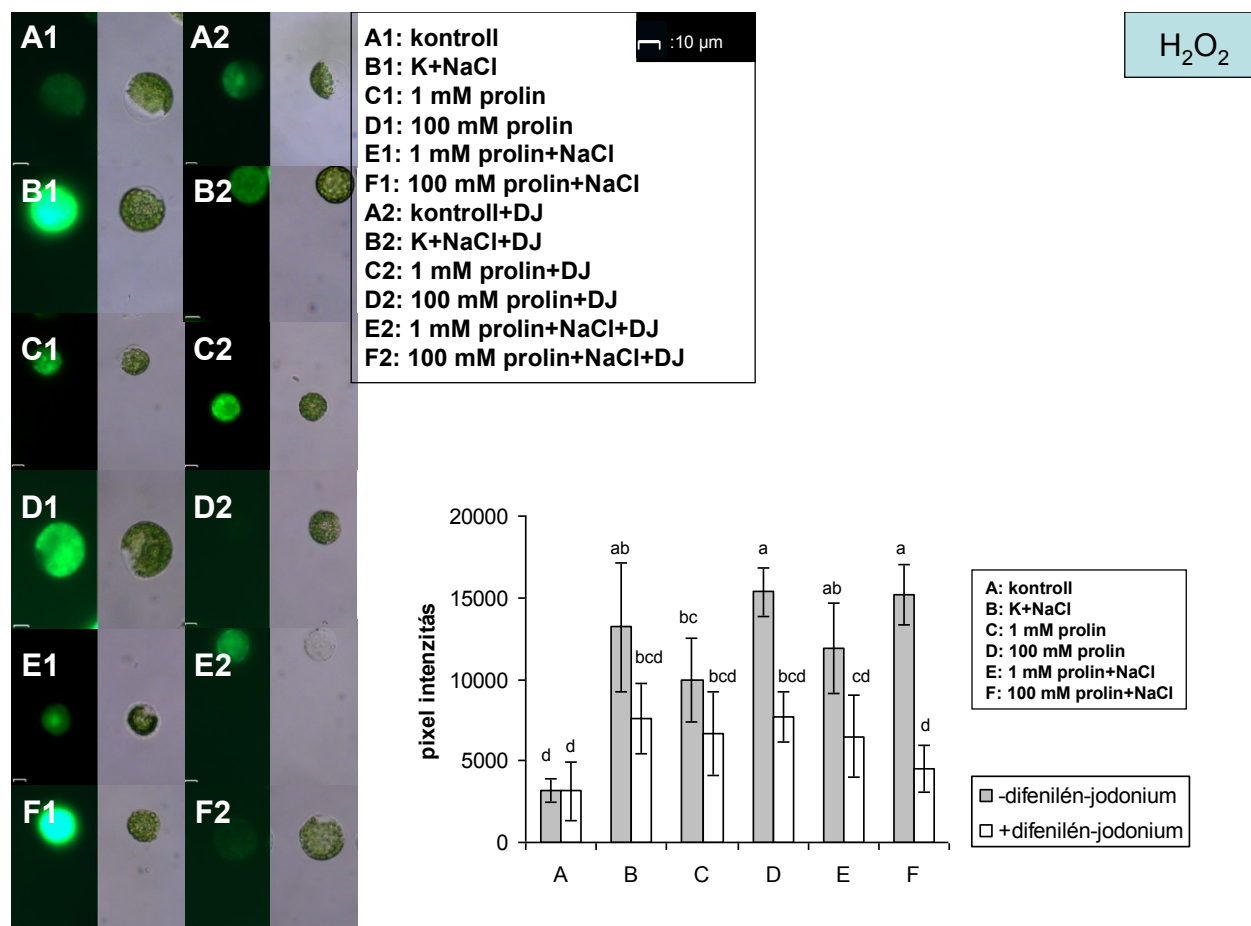 A1
A2
B1
B2
C1
C2
D1
D2
E1
E2
F1
F2
A1: kontroll
B1: K+NaCl
C1: 1 mM prolin
D1: 100 mM prolin
E1: 1 mM prolin+NaCl
F1: 100 mM prolin+NaCl
A2: kontroll+DJ
B2: K+NaCl+DJ
C2: 1 mM prolin+DJ
D2: 100 mM prolin+DJ
E2: 1 mM prolin+NaCl+DJ
F2: 100 mM prolin+NaCl+DJ
:10 µm
H₂O₂
pixel intenzitás
20000
15000
10000
5000
0
d
d
ab
bcd
bc
bcd
a
bcd
ab
cd
a
d
A
B
C
D
E
F
A: kontroll
B: K+NaCl
C: 1 mM prolin
D: 100 mM prolin
E: 1 mM prolin+NaCl
F: 100 mM prolin+NaCl
-difenilén-jodonium
+difenilén-jodonium